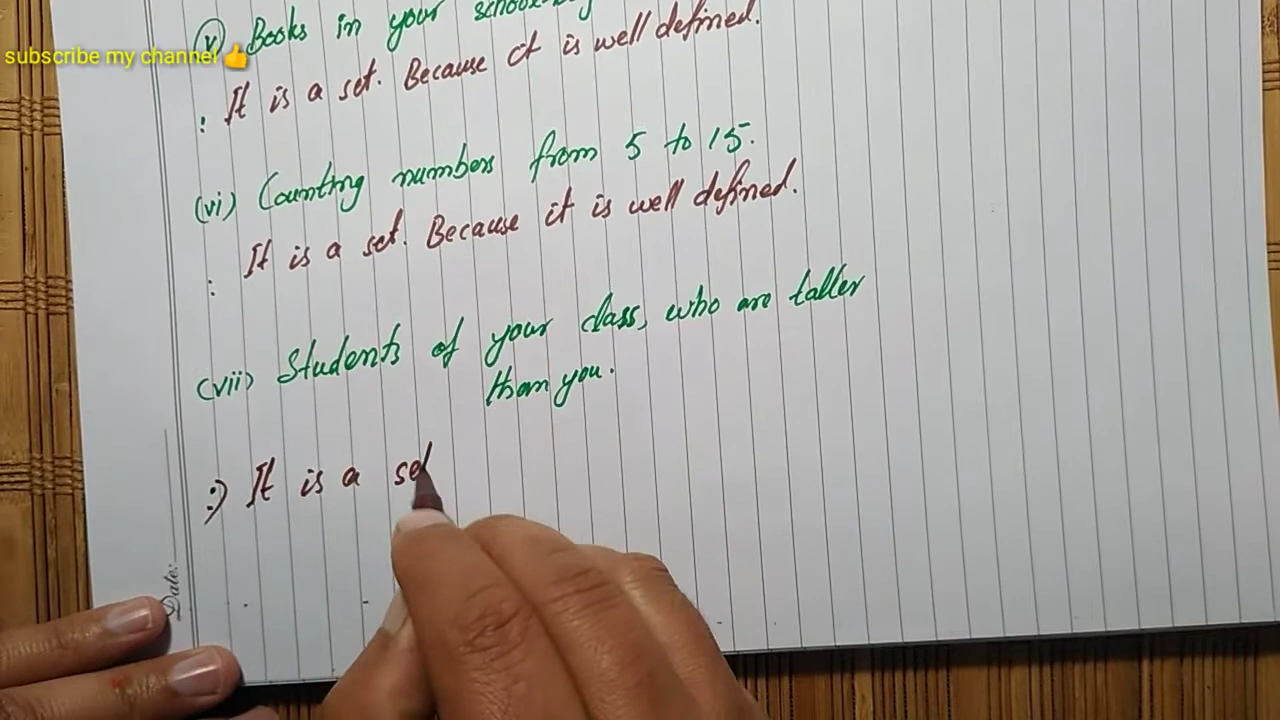 (v) Books in your school-bag
subscribe my channel 👍
: It is a set. Because it is well defined.
(vi) Counting numbers from 5 to 15.
: It is a set. Because it is well defined.
(vii) Students of your class, who are taller
than you.
:) It is a set
Date: